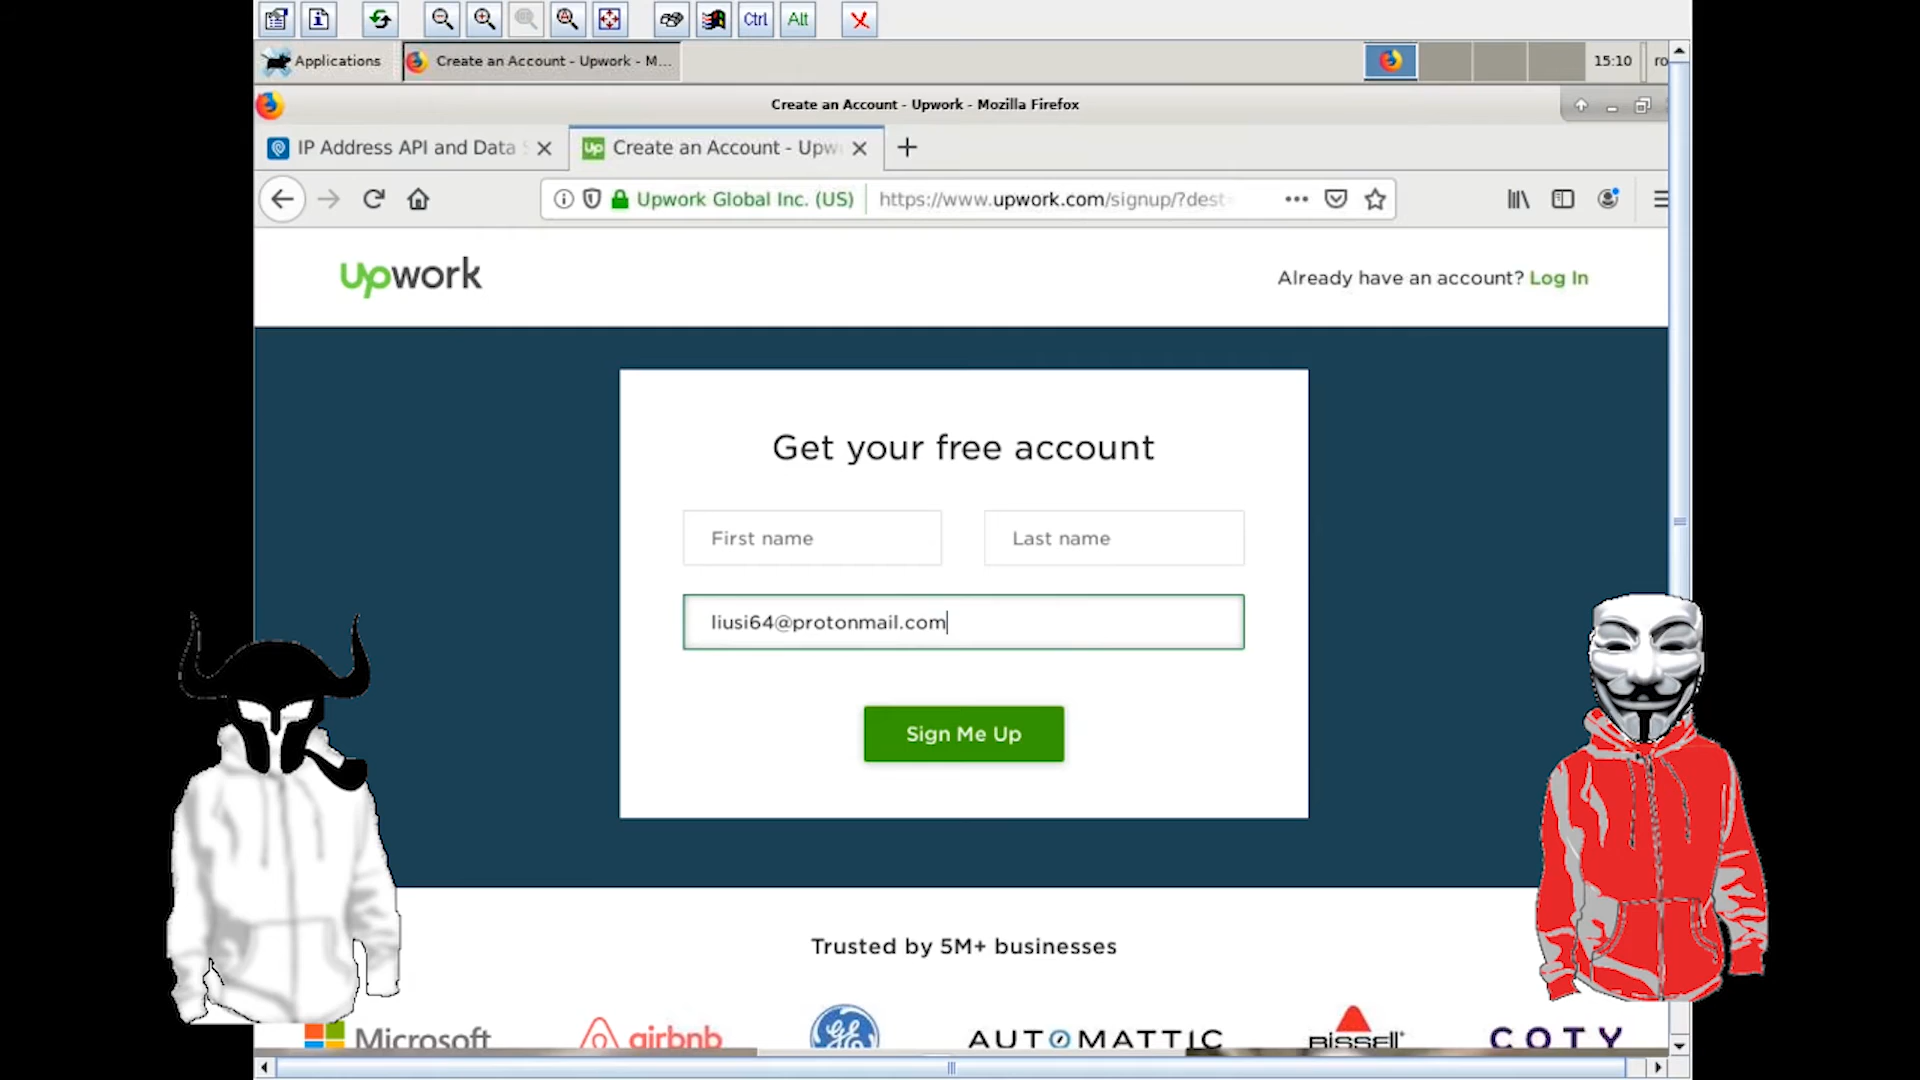 Ctrl Alt
Applications Create an Account - Upwork - M... 15:10 ro
Create an Account - Upwork - Mozilla Firefox
IP Address API and Data Create an Account - Upw
Upwork Global Inc. (US) https://www.upwork.com/signup/?dest=
upwork
Already have an account? Log In
Get your free account
First name Last name
liusi64@protonmail.com
Sign Me Up
Trusted by 5M+ businesses
Microsoft airbnb AUTOMATTIC BISSELL COTY